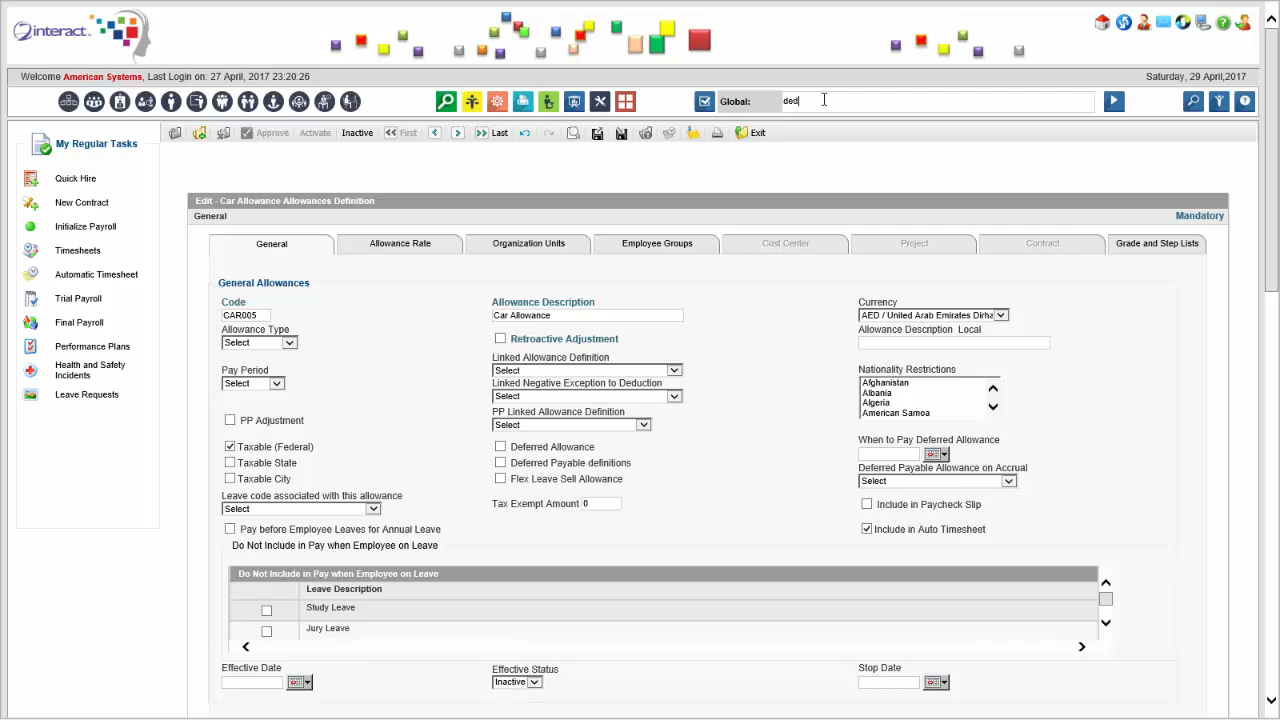 interact
Welcome American Systems, Last Login on: 27 April, 2017 23:20:26
Saturday, 29 April,2017
Global:
ded
My Regular Tasks
Approve
Activate
Inactive
First
Last
Exit
Quick Hire
New Contract
Initialize Payroll
Timesheets
Automatic Timesheet
Trial Payroll
Final Payroll
Performance Plans
Health and Safety
Incidents
Leave Requests
Edit - Car Allowance Allowances Definition
General
Mandatory
General
Allowance Rate
Organization Units
Employee Groups
Cost Center
Project
Contract
Grade and Step Lists
General Allowances
Code
Allowance Description
Currency
CAR005
Car Allowance
AED / United Arab Emirates Dirha
Allowance Type
Retroactive Adjustment
Allowance Description Local
Select
Linked Allowance Definition
Select
Pay Period
Nationality Restrictions
Select
Linked Negative Exception to Deduction
Select
Afghanistan
Albania
Algeria
American Samoa
PP Linked Allowance Definition
Select
PP Adjustment
When to Pay Deferred Allowance
Taxable (Federal)
Deferred Allowance
Taxable State
Deferred Payable definitions
Deferred Payable Allowance on Accrual
Select
Taxable City
Flex Leave Sell Allowance
Leave code associated with this allowance
Select
Tax Exempt Amount 0
Include in Paycheck Slip
Pay before Employee Leaves for Annual Leave
Include in Auto Timesheet
Do Not Include in Pay when Employee on Leave
Do Not Include in Pay when Employee on Leave
Leave Description
Study Leave
Jury Leave
Effective Date
Effective Status
Stop Date
Inactive